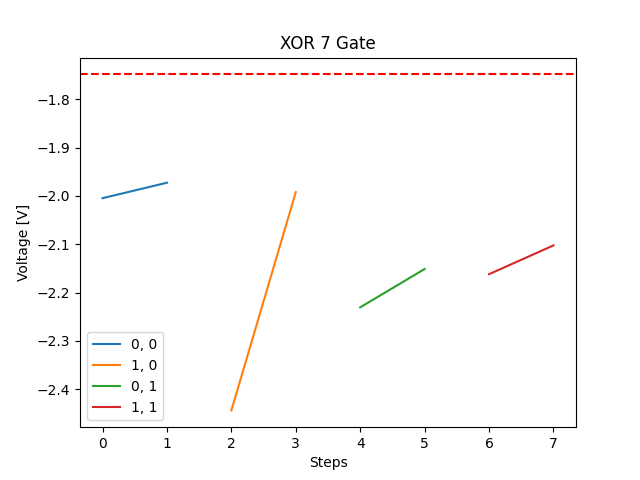 XOR 7 Gate
Voltage [V]
−1.8
−1.9
−2.0
−2.1
−2.2
−2.3
−2.4
0, 0
1, 0
0, 1
1, 1
0 1 2 3 4 5 6 7
Steps